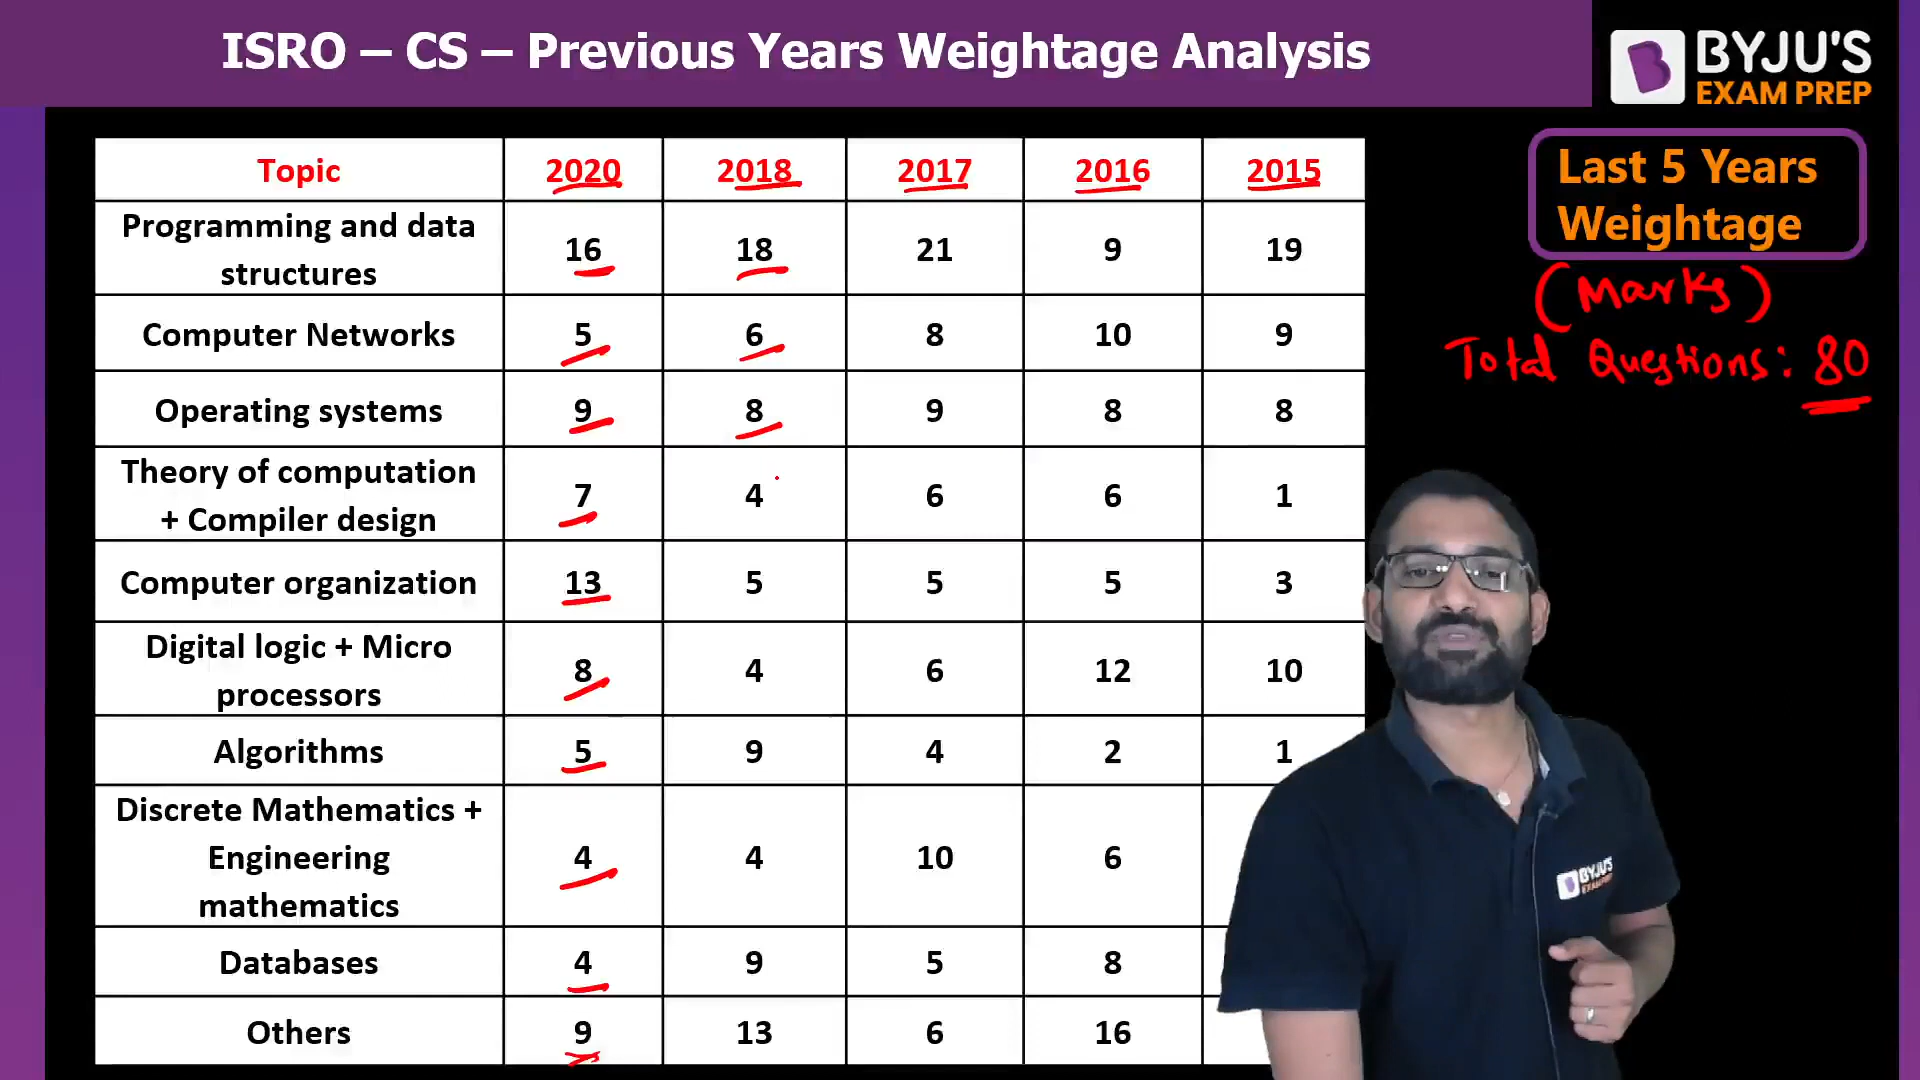 ISRO – CS – Previous Years Weightage Analysis
BYJU'S
EXAM PREP
Last 5 Years
Weightage
(Marks)
Total Questions: 80
Topic 2020 2018 2017 2016 2015
Programming and data
structures 16 18 21 9 19
Computer Networks 5 6 8 10 9
Operating systems 9 8 9 8 8
Theory of computation
+ Compiler design 7 4 6 6 1
Computer organization 13 5 5 5 3
Digital logic + Micro
processors 8 4 6 12 10
Algorithms 5 9 4 2 1
Discrete Mathematics +
Engineering
mathematics 4 4 10 6
Databases 4 9 5 8
Others 9 13 6 16
BYJU'S
EXAM PREP